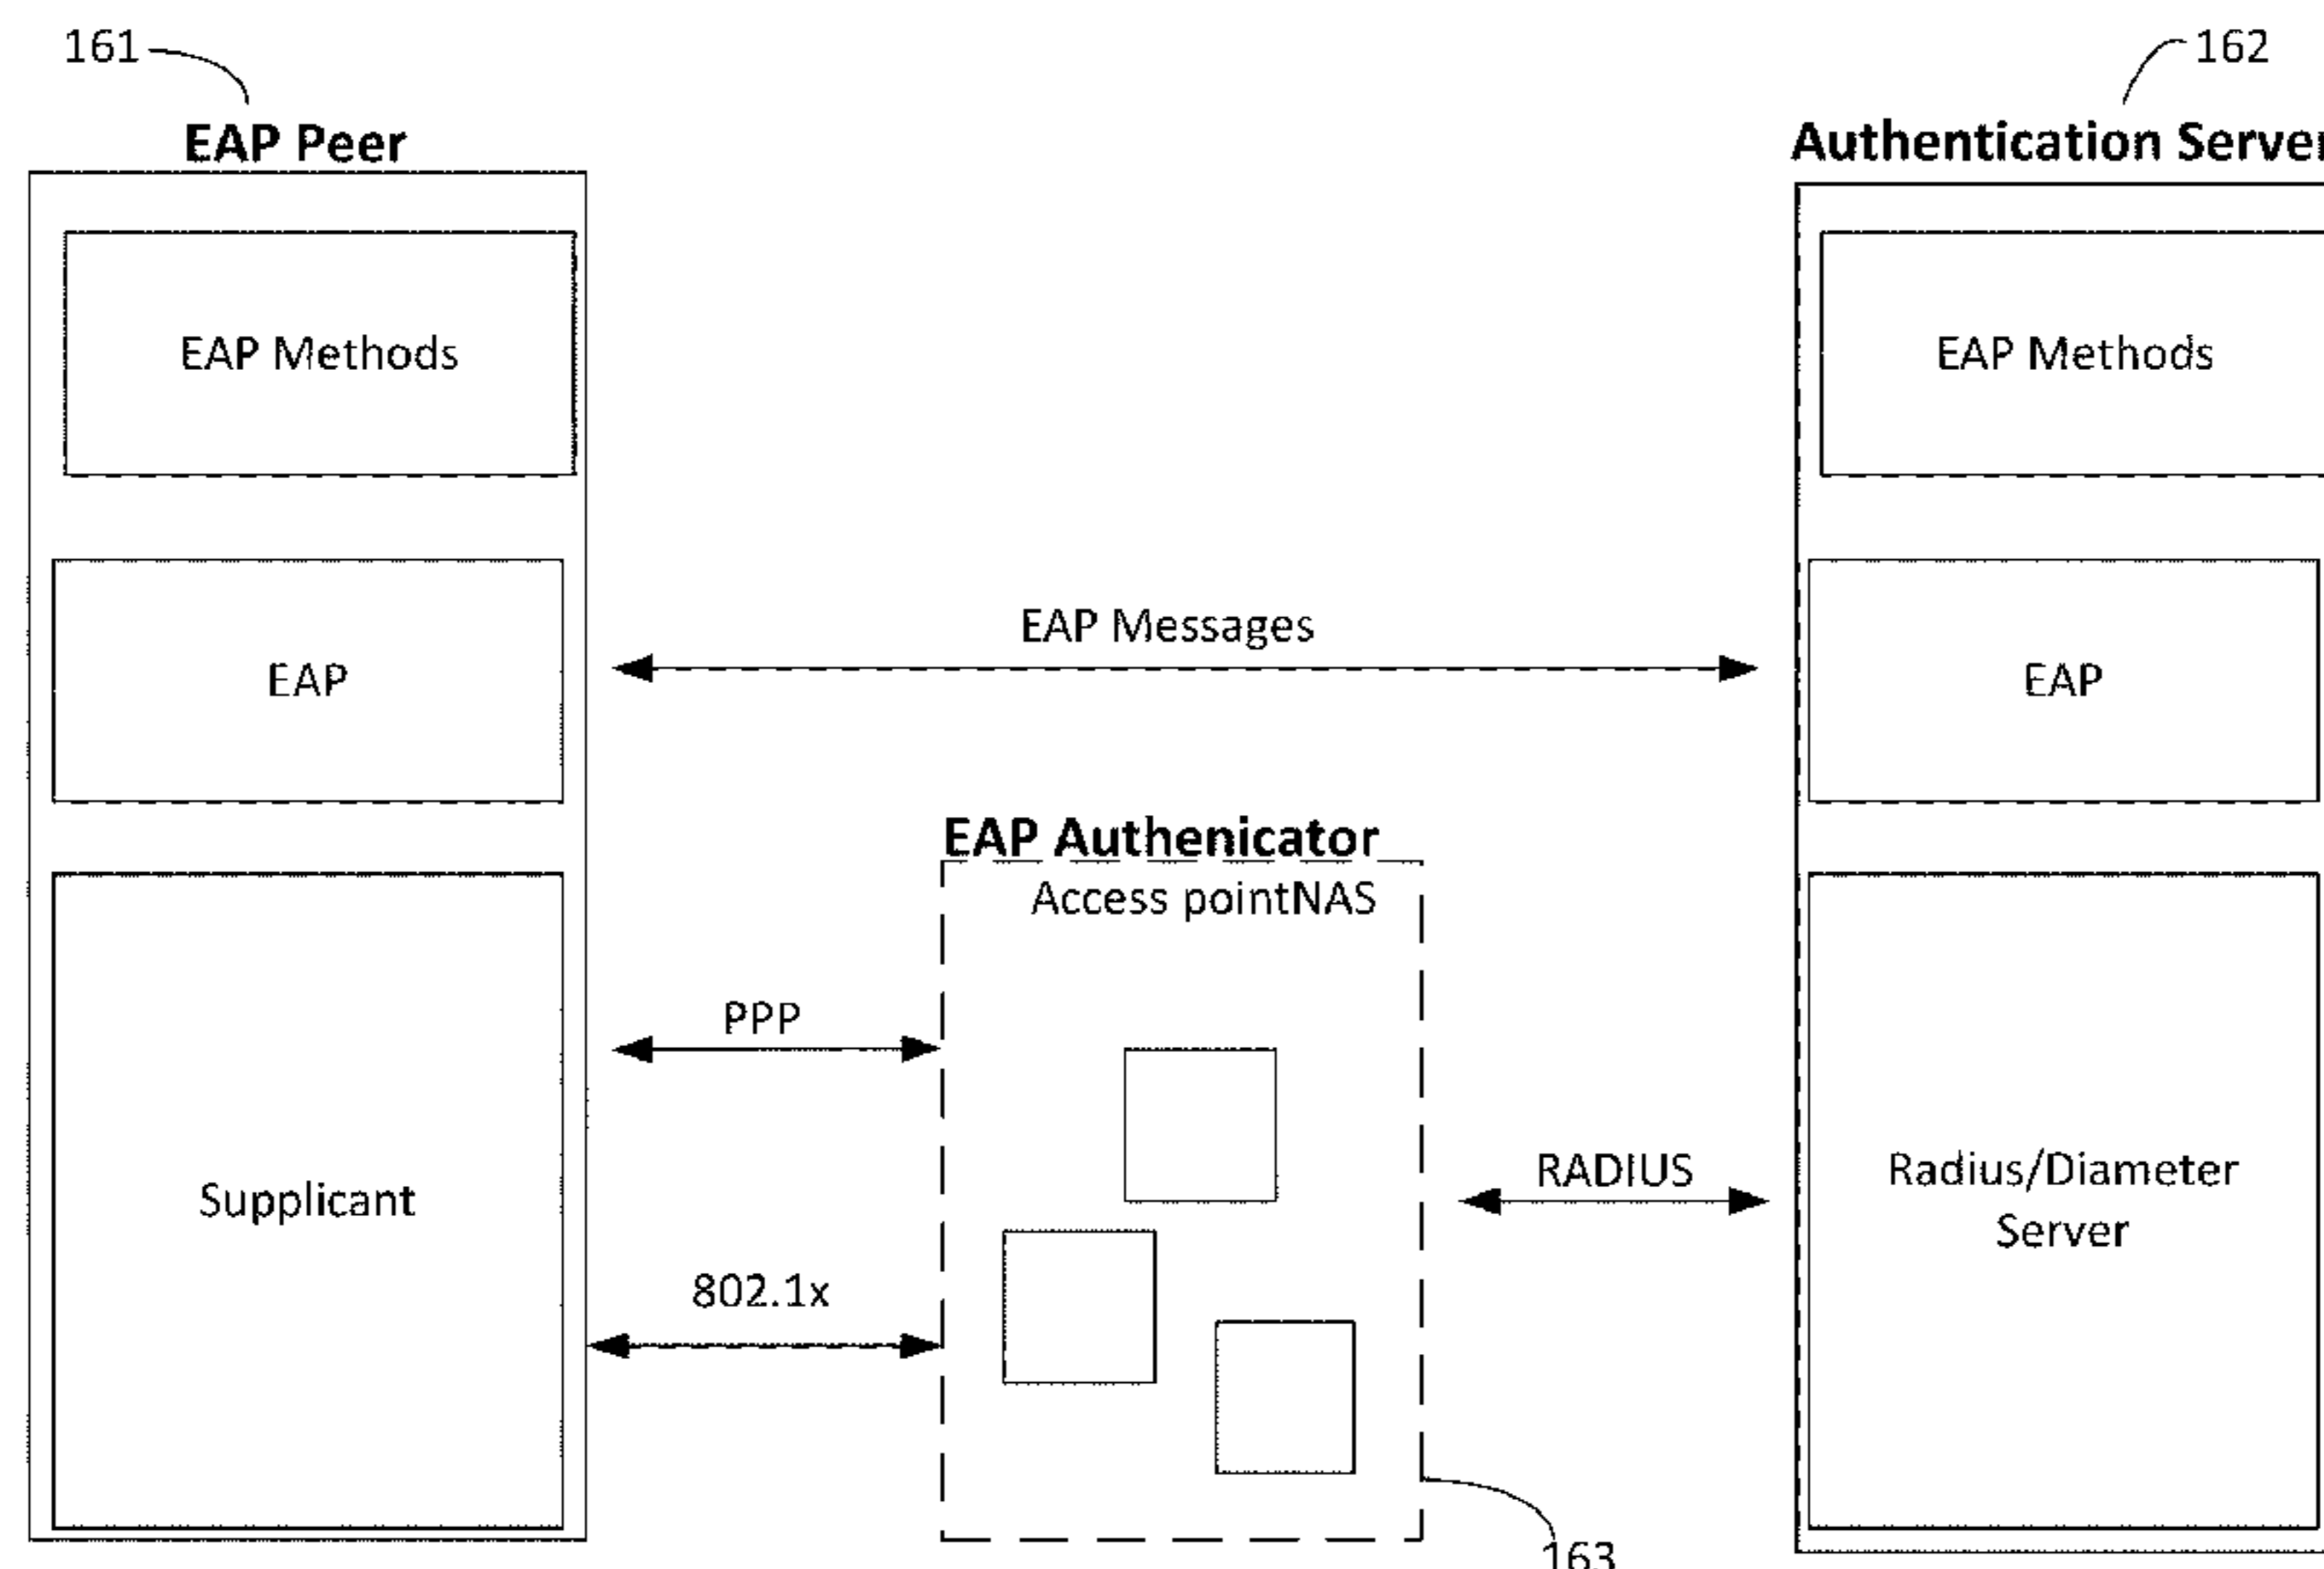 161
162
EAP Peer
Authentication Server
EAP Methods
EAP Methods
EAP Messages
EAP
EAP
EAP Authenicator
Access pointNAS
PPP
RADIUS
Radius/Diameter
Server
Supplicant
802.1x
163